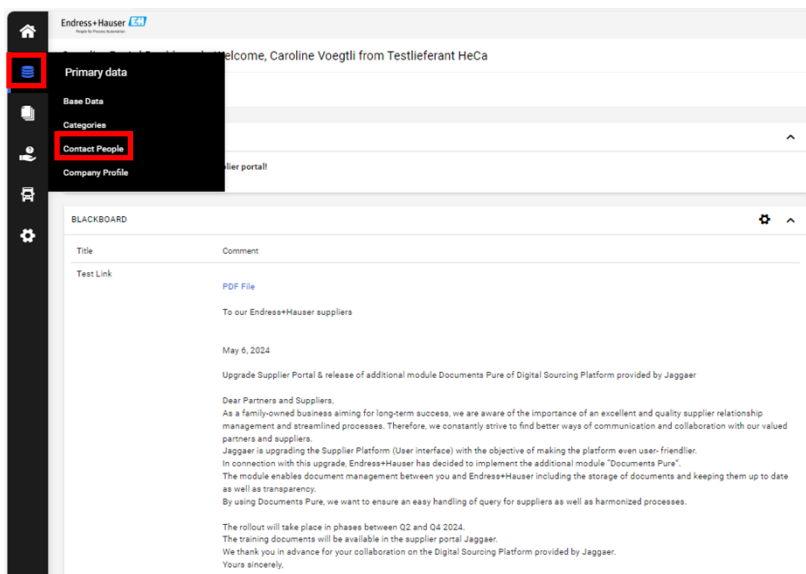 Endress+Hauser EH
People for Process Automation
Welcome, Caroline Voegtli from Testlieferant HeCa
Primary data
Base Data
Categories
Contact People
Company Profile
plier portal!
BLACKBOARD
Title Comment
Test Link
PDF File
To our Endress+Hauser suppliers
May 6, 2024
Upgrade Supplier Portal & release of additional module Documents Pure of Digital Sourcing Platform provided by Jaggaer
Dear Partners and Suppliers,
As a family-owned business aiming for long-term success, we are aware of the importance of an excellent and quality supplier relationship
management and streamlined processes. Therefore, we constantly strive to find better ways of communication and collaboration with our valued
partners and suppliers.
Jaggaer is upgrading the Supplier Platform (User interface) with the objective of making the platform even user- friendlier.
In connection with this upgrade, Endress+Hauser has decided to implement the additional module "Documents Pure".
The module enables document management between you and Endress+Hauser including the storage of documents and keeping them up to date
as well as transparency.
By using Documents Pure, we want to ensure an easy handling of query for suppliers as well as harmonized processes.
The rollout will take place in phases between Q2 and Q4 2024.
The training documents will be available in the supplier portal Jaggaer.
We thank you in advance for your collaboration on the Digital Sourcing Platform provided by Jaggaer.
Yours sincerely,